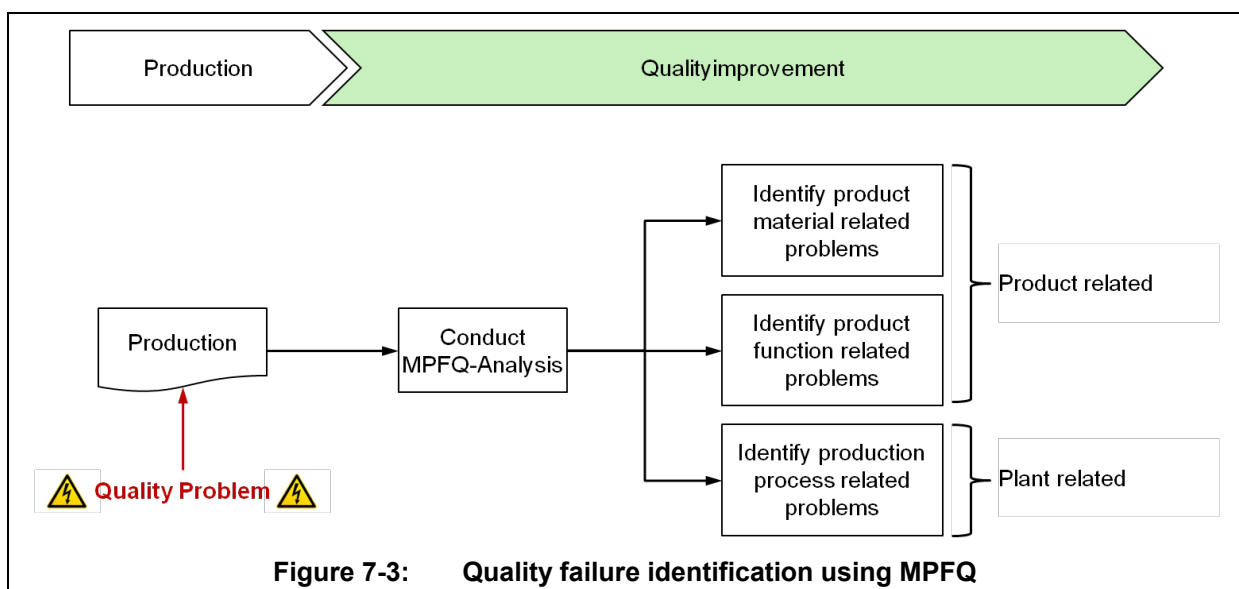 Production
Qualityimprovement
Identify product
material related
problems
Product related
Production
Conduct
MPFQ-Analysis
Identify product
function related
problems
Identify production
process related
problems
Plant related
Quality Problem
Figure 7-3: Quality failure identification using MPFQ